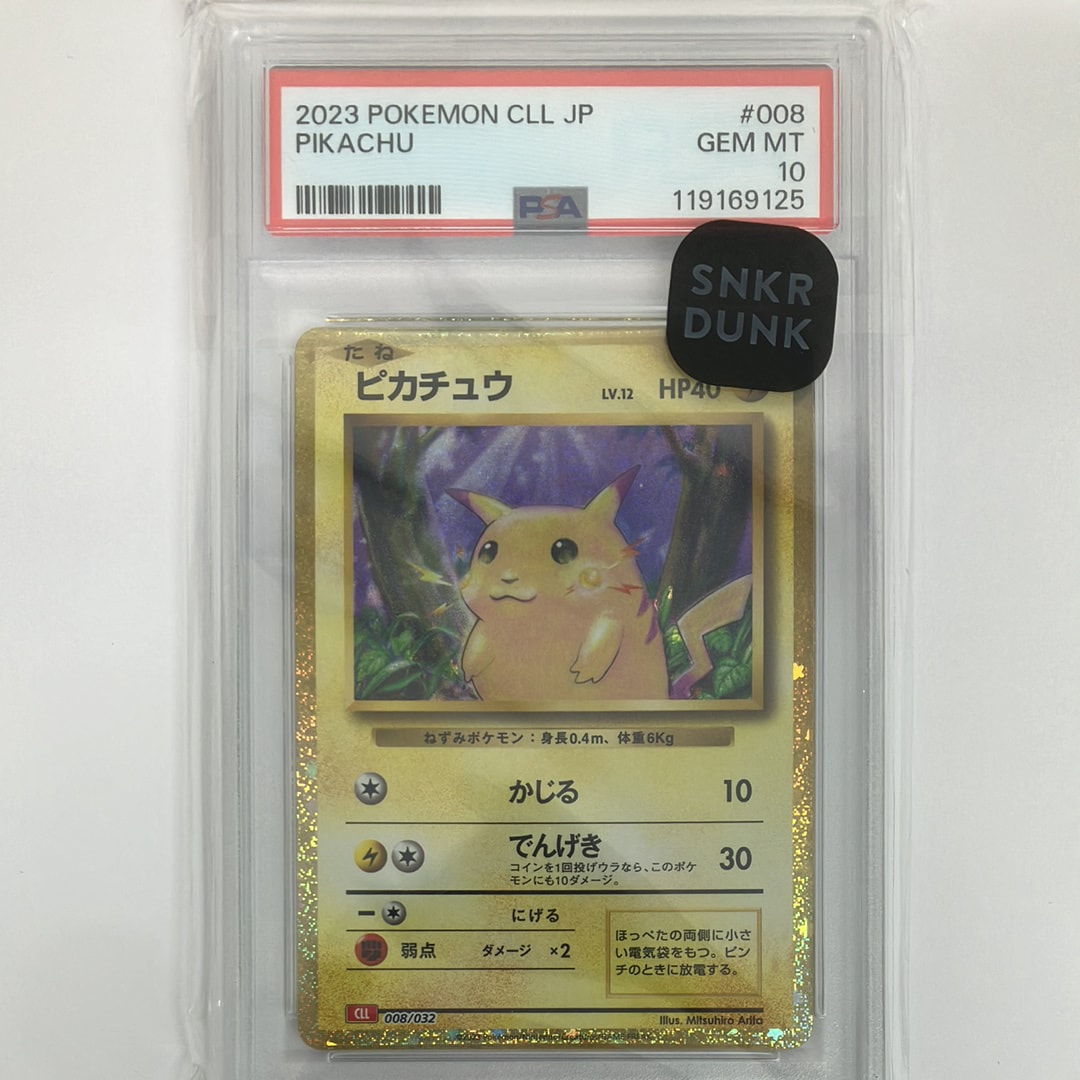 2023 POKEMON CLL JP
#008
PIKACHU
GEM MT
10
PSA
119169125
SNKR
DUNK
たね
ピカチュウ
LV.12 HP40
ねずみポケモン：身長0.4m、体重6Kg
かじる 10
でんげき 30
コインを1回投げウラなら、このポケ
モンにも10ダメージ。
にげる
弱点 ダメージ ×2
ほっぺたの両側に小さ
い電気袋をもつ。ピン
チのときに放電する。
CLL 008/032
Illus. Mitsuhiro Arita